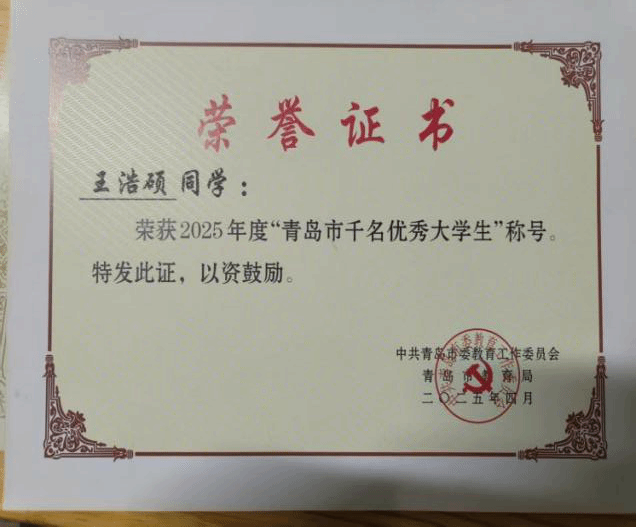 荣誉证书
王浩硕同学：
荣获2025年度“青岛市千名优秀大学生”称号。
特发此证，以资鼓励。
中共青岛市委教育工作委员会
青岛市教育局
二〇二五年四月